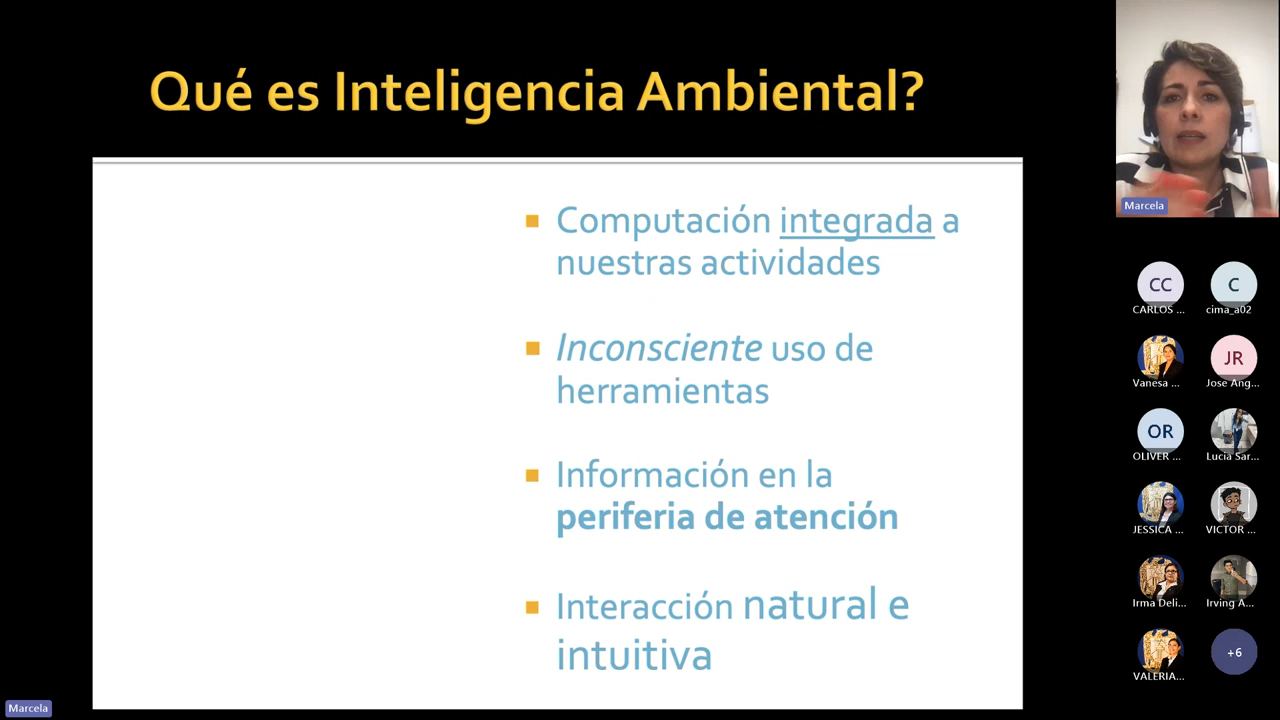 Qué es Inteligencia Ambiental?
Computación integrada a
nuestras actividades
Inconsciente uso de
herramientas
Información en la
periferia de atención
Interacción natural e
intuitiva
Marcela
CC
CARLOS ...
C
cima_a02
Vanesa ...
JR
Jose Ang...
OR
OLIVER ...
Lucia Sar...
JESSICA ...
VICTOR ...
Irma Deli...
Irving A...
VALERIA...
+6
Marcela